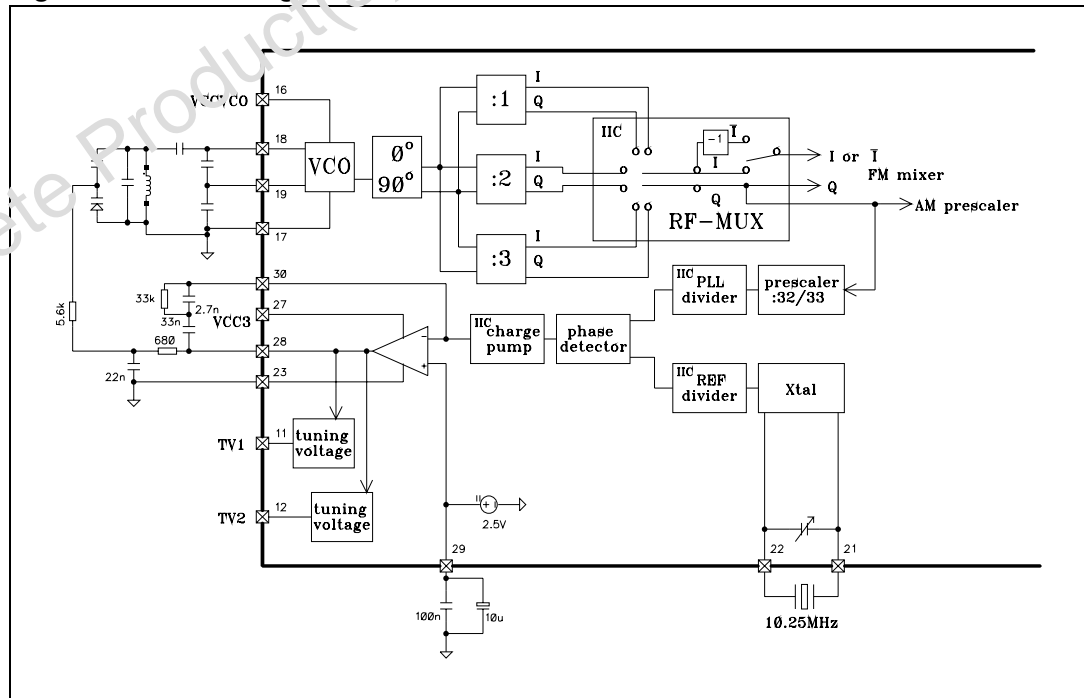 ete Product(s)
VCCVCO
16
18
19
17
VCO
0°
90°
:1
I
Q
:2
I
Q
:3
I
Q
IIC
-1
I
I
Q
RF-MUX
I or I
FM mixer
Q
AM prescaler
30
33k
2.7n
33n
27
VCC3
5.6k
680
28
22n
23
IIC
charge
pump
phase
detector
IIC
PLL
divider
prescaler
:32/33
IIC
REF
divider
Xtal
-
+
TV1
11
tuning
voltage
TV2
12
tuning
voltage
+
2.5V
29
100n
10u
22
21
10.25MHz